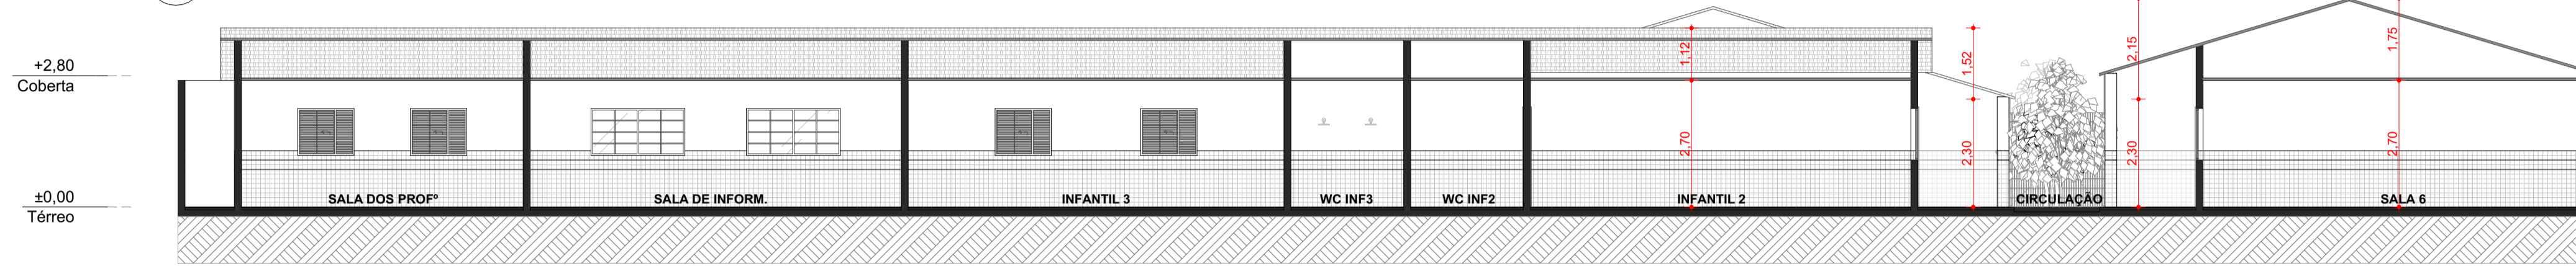 +2,80
Coberta
±0,00
Térreo
SALA DOS PROFº
SALA DE INFORM.
INFANTIL 3
WC INF3
WC INF2
INFANTIL 2
CIRCULAÇÃO
SALA 6
1,12
2,70
1,52
2,30
2,15
2,30
1,75
2,70